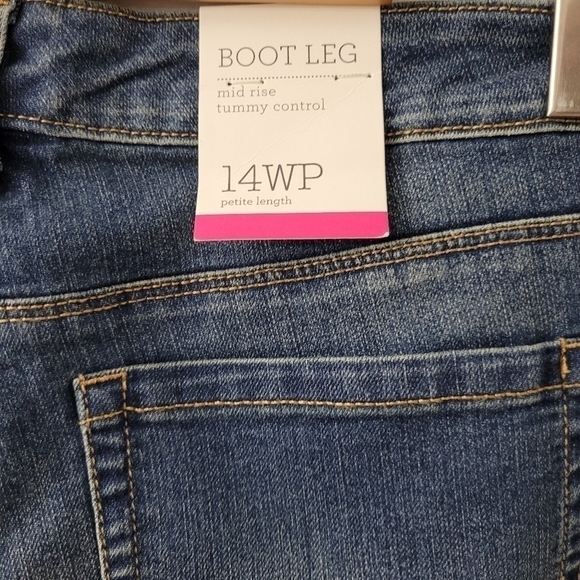 BOOT LEG
mid rise
tummy control
14WP
petite length